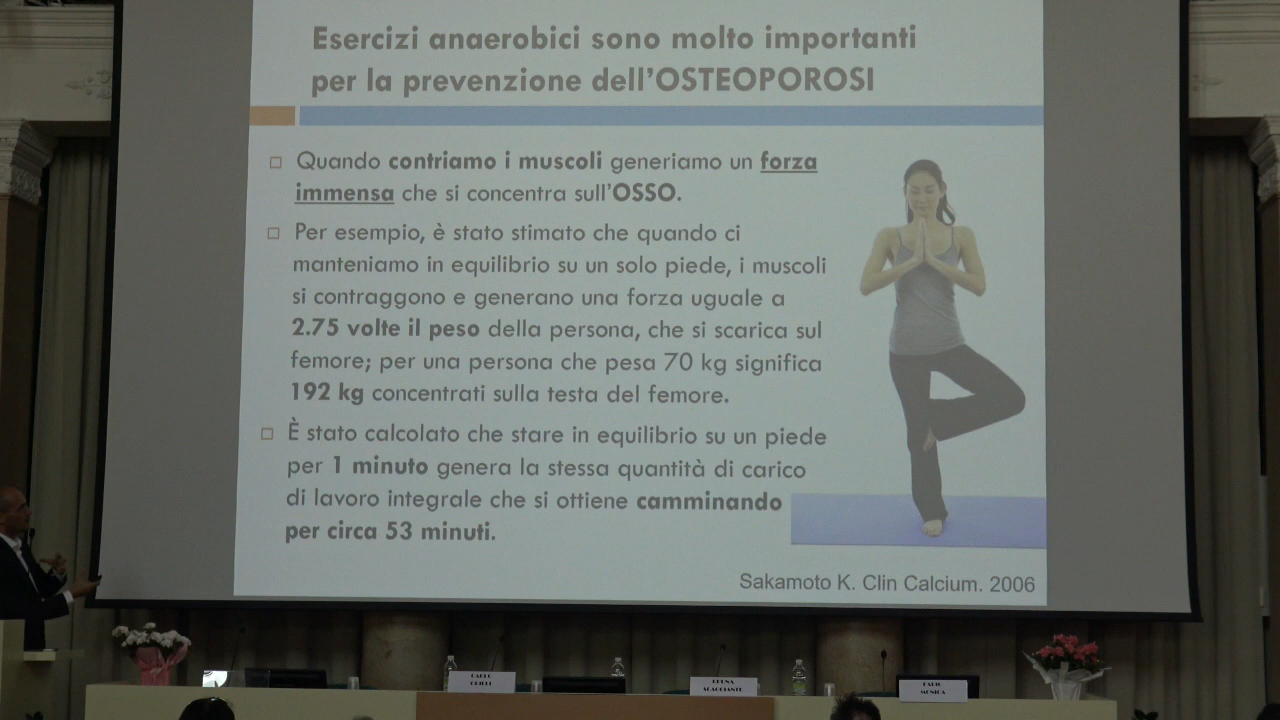 Esercizi anaerobici sono molto importanti
per la prevenzione dell'OSTEOPOROSI
Quando contriamo i muscoli generiamo un forza
immensa che si concentra sull'OSSO.
Per esempio, è stato stimato che quando ci
manteniamo in equilibrio su un solo piede, i muscoli
si contraggono e generano una forza uguale a
2.75 volte il peso della persona, che si scarica sul
femore; per una persona che pesa 70 kg significa
192 kg concentrati sulla testa del femore.
È stato calcolato che stare in equilibrio su un piede
per 1 minuto genera la stessa quantità di carico
di lavoro integrale che si ottiene camminando
per circa 53 minuti.
Sakamoto K. Clin Calcium. 2006
BRUNA
SCACCIANTE
MONICA